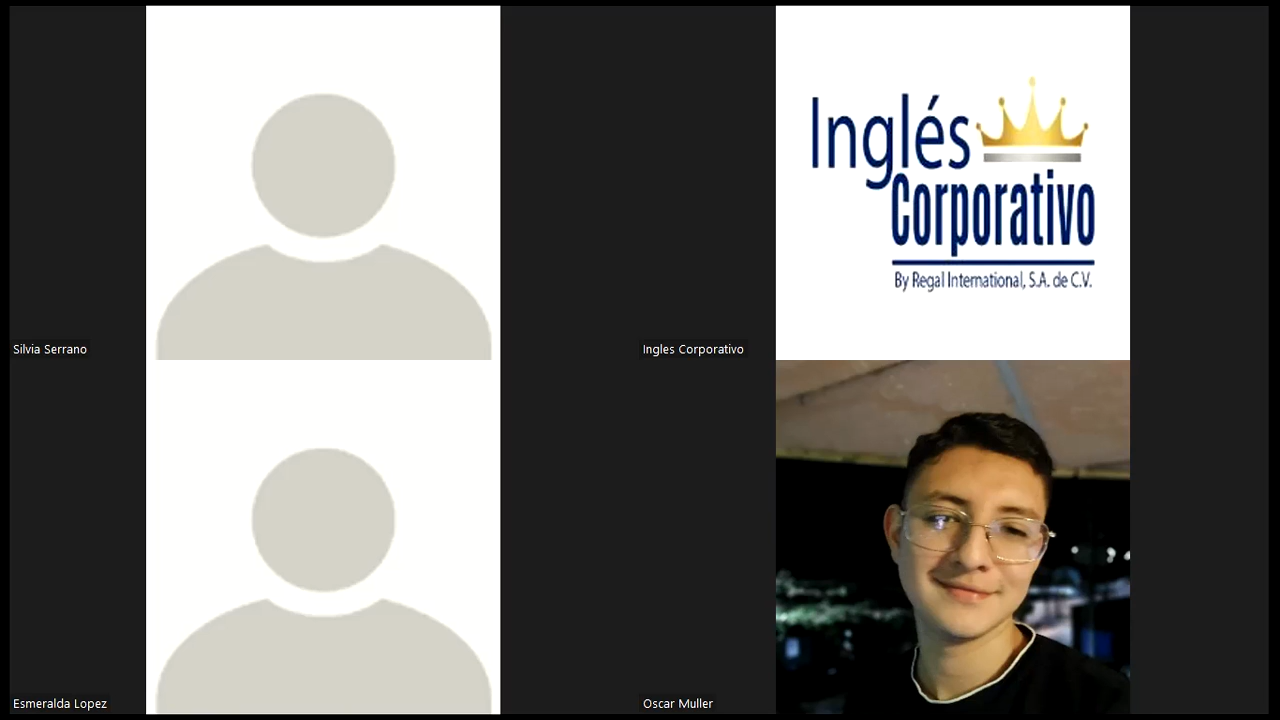 Inglés
Corporativo
By Regal International, S.A. de C.V.
Silvia Serrano
Ingles Corporativo
Esmeralda Lopez
Oscar Muller